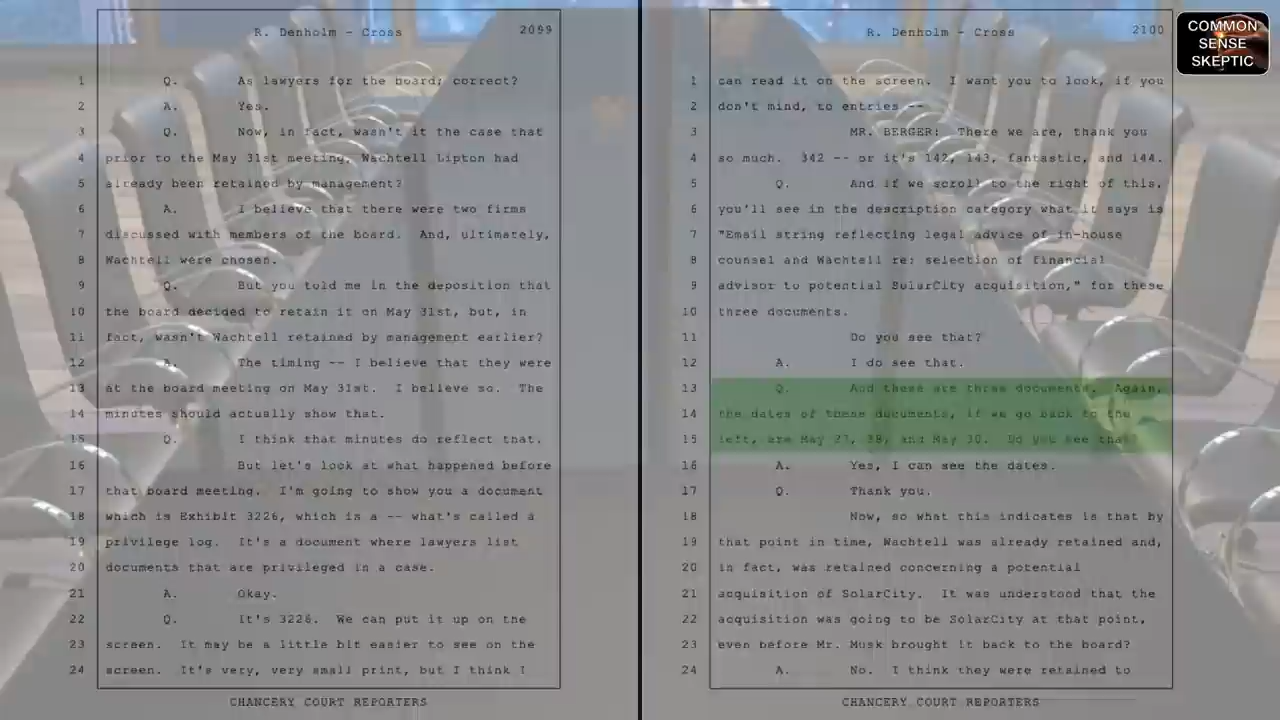 COMMON
SENSE
SKEPTIC
R. Denholm - Cross 2099
1 Q. As lawyers for the board; correct?
2 A. Yes.
3 Q. Now, in fact, wasn't it the case that
4 prior to the May 31st meeting, Wachtell Lipton had
5 already been retained by management?
6 A. I believe that there were two firms
7 discussed with members of the board. And, ultimately,
8 Wachtell were chosen.
9 Q. But you told me in the deposition that
10 the board decided to retain it on May 31st, but, in
11 fact, wasn't Wachtell retained by management earlier?
12 A. The timing -- I believe that they were
13 at the board meeting on May 31st. I believe so. The
14 minutes should actually show that.
15 Q. I think that minutes do reflect that.
16 But let's look at what happened before
17 that board meeting. I'm going to show you a document
18 which is Exhibit 3226, which is a -- what's called a
19 privilege log. It's a document where lawyers list
20 documents that are privileged in a case.
21 A. Okay.
22 Q. It's 3226. We can put it up on the
23 screen. It may be a little bit easier to see on the
24 screen. It's very, very small print, but I think I
CHANCERY COURT REPORTERS
R. Denholm - Cross 2100
1 can read it on the screen. I want you to look, if you
2 don't mind, to entries --
3 MR. BERGER: There we are, thank you
4 so much. 342 -- or it's 142, 143, fantastic, and 144.
5 Q. And if we scroll to the right of this,
6 you'll see in the description category what it says is
7 "Email string reflecting legal advice of in-house
8 counsel and Wachtell re: selection of financial
9 advisor to potential SolarCity acquisition," for these
10 three documents.
11 Do you see that?
12 A. I do see that.
13 Q. And these are three documents. Again,
14 the dates of these documents, if we go back to the
15 left, are May 27, 28, and May 30. Do you see that?
16 A. Yes, I can see the dates.
17 Q. Thank you.
18 Now, so what this indicates is that by
19 that point in time, Wachtell was already retained and,
20 in fact, was retained concerning a potential
21 acquisition of SolarCity. It was understood that the
22 acquisition was going to be SolarCity at that point,
23 even before Mr. Musk brought it back to the board?
24 A. No. I think they were retained to
CHANCERY COURT REPORTERS